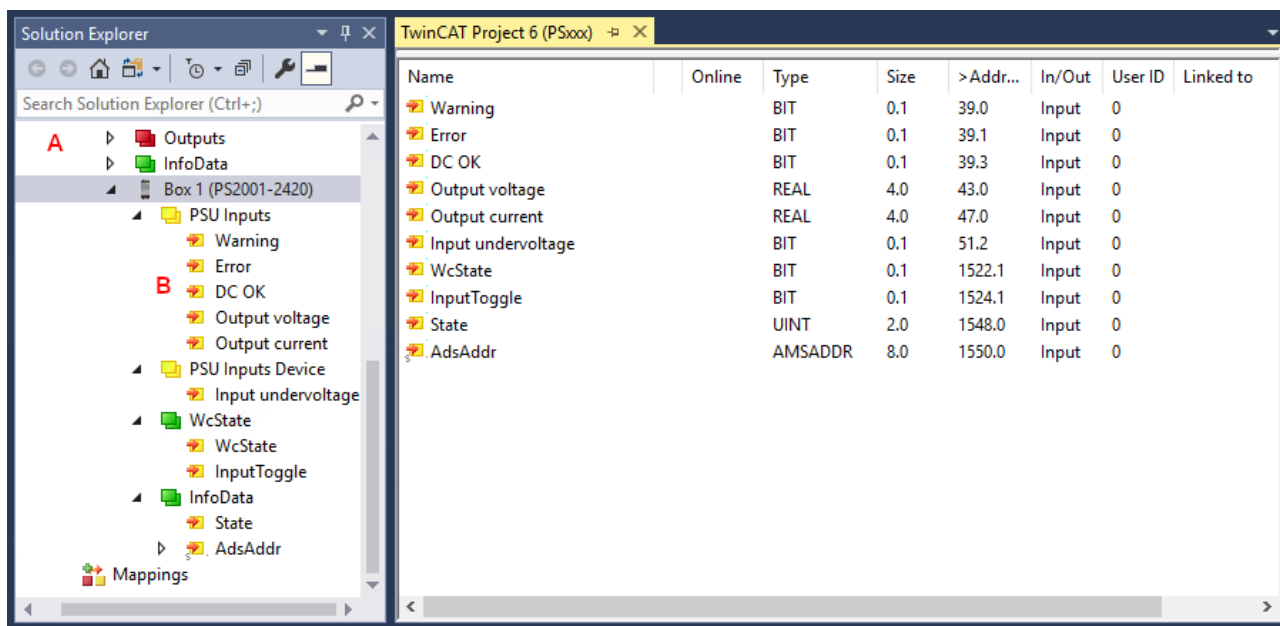 Solution Explorer
Search Solution Explorer (Ctrl+;)
A
Outputs
InfoData
Box 1 (PS2001-2420)
PSU Inputs
Warning
Error
B
DC OK
Output voltage
Output current
PSU Inputs Device
Input undervoltage
WcState
WcState
InputToggle
InfoData
State
AdsAddr
Mappings
TwinCAT Project 6 (PSxxx)
Name Online Type Size >Addr... In/Out User ID Linked to
Warning BIT 0.1 39.0 Input 0
Error BIT 0.1 39.1 Input 0
DC OK BIT 0.1 39.3 Input 0
Output voltage REAL 4.0 43.0 Input 0
Output current REAL 4.0 47.0 Input 0
Input undervoltage BIT 0.1 51.2 Input 0
WcState BIT 0.1 1522.1 Input 0
InputToggle BIT 0.1 1524.1 Input 0
State UINT 2.0 1548.0 Input 0
AdsAddr AMSADDR 8.0 1550.0 Input 0